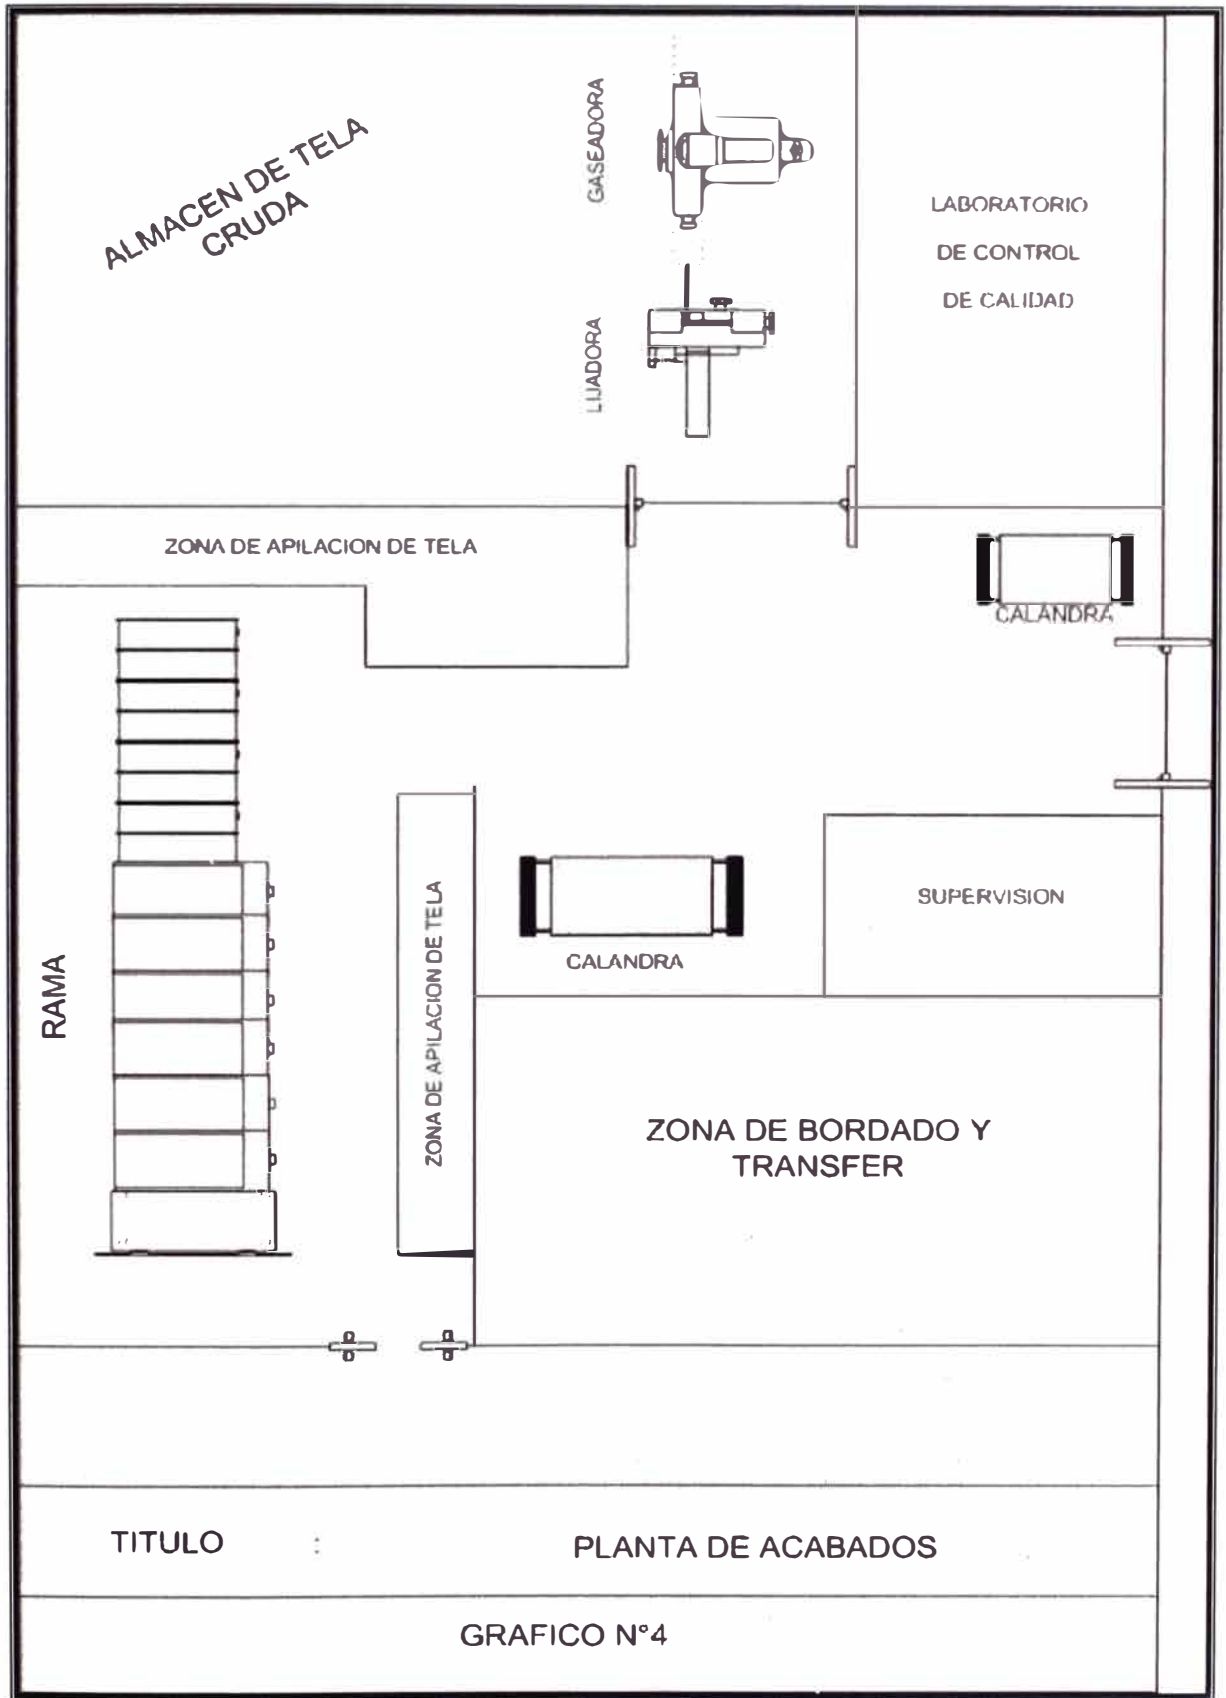 ALMACEN DE TELA
CRUDA
GASEADORA
LIJADORA
LABORATORIO
DE CONTROL
DE CALIDAD
ZONA DE APILACION DE TELA
CALANDRA
RAMA
ZONA DE APILACION DE TELA
CALANDRA
SUPERVISION
ZONA DE BORDADO Y
TRANSFER
TITULO : PLANTA DE ACABADOS
GRAFICO N°4